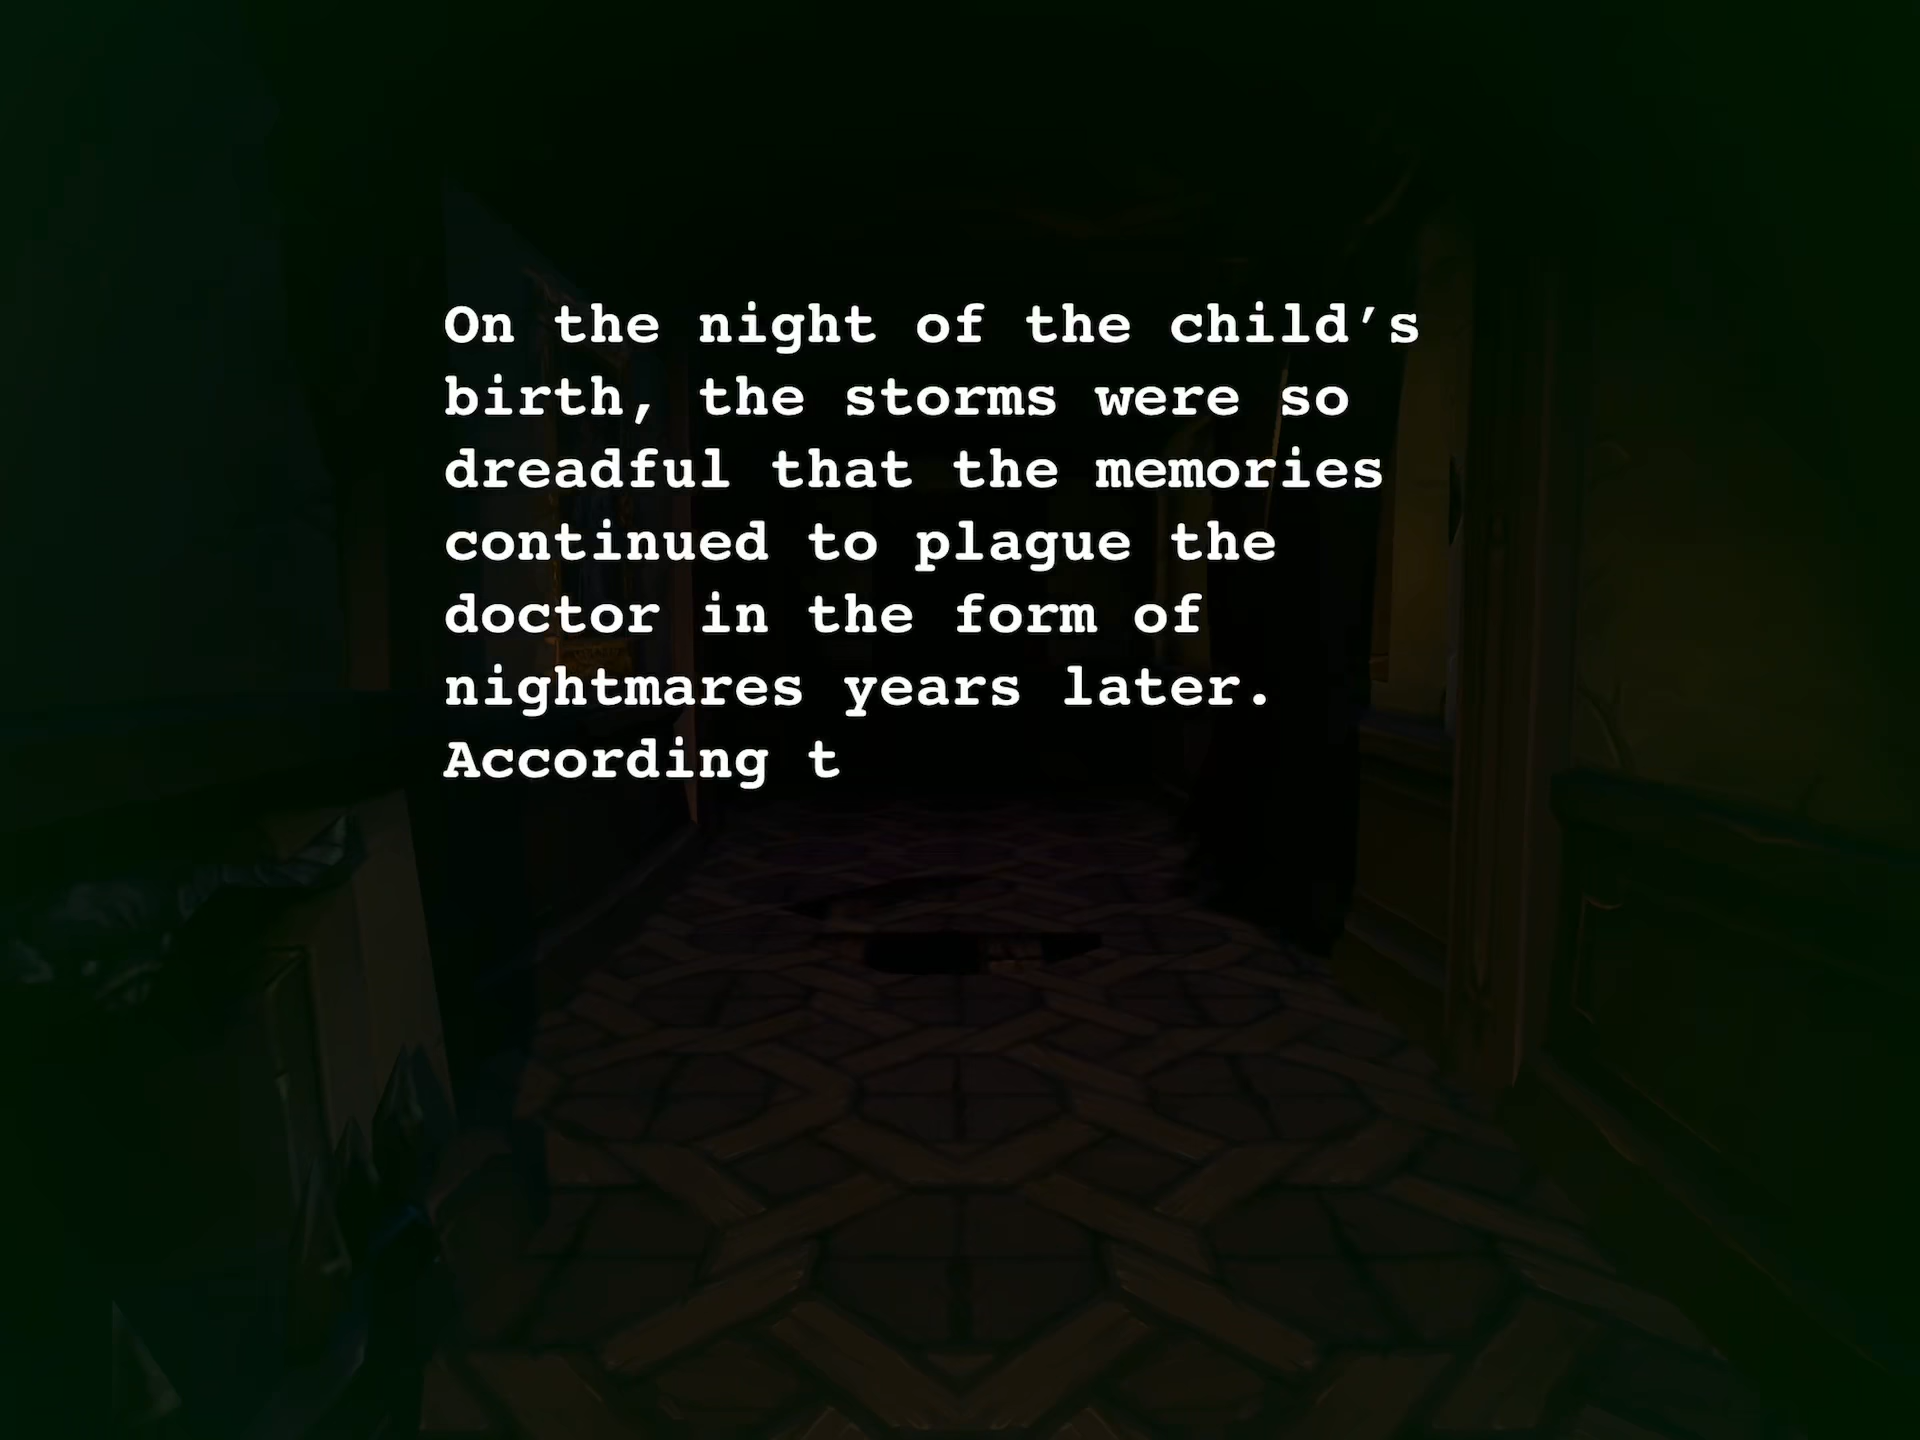 On the night of the child’s
birth, the storms were so
dreadful that the memories
continued to plague the
doctor in the form of
nightmares years later.
According t